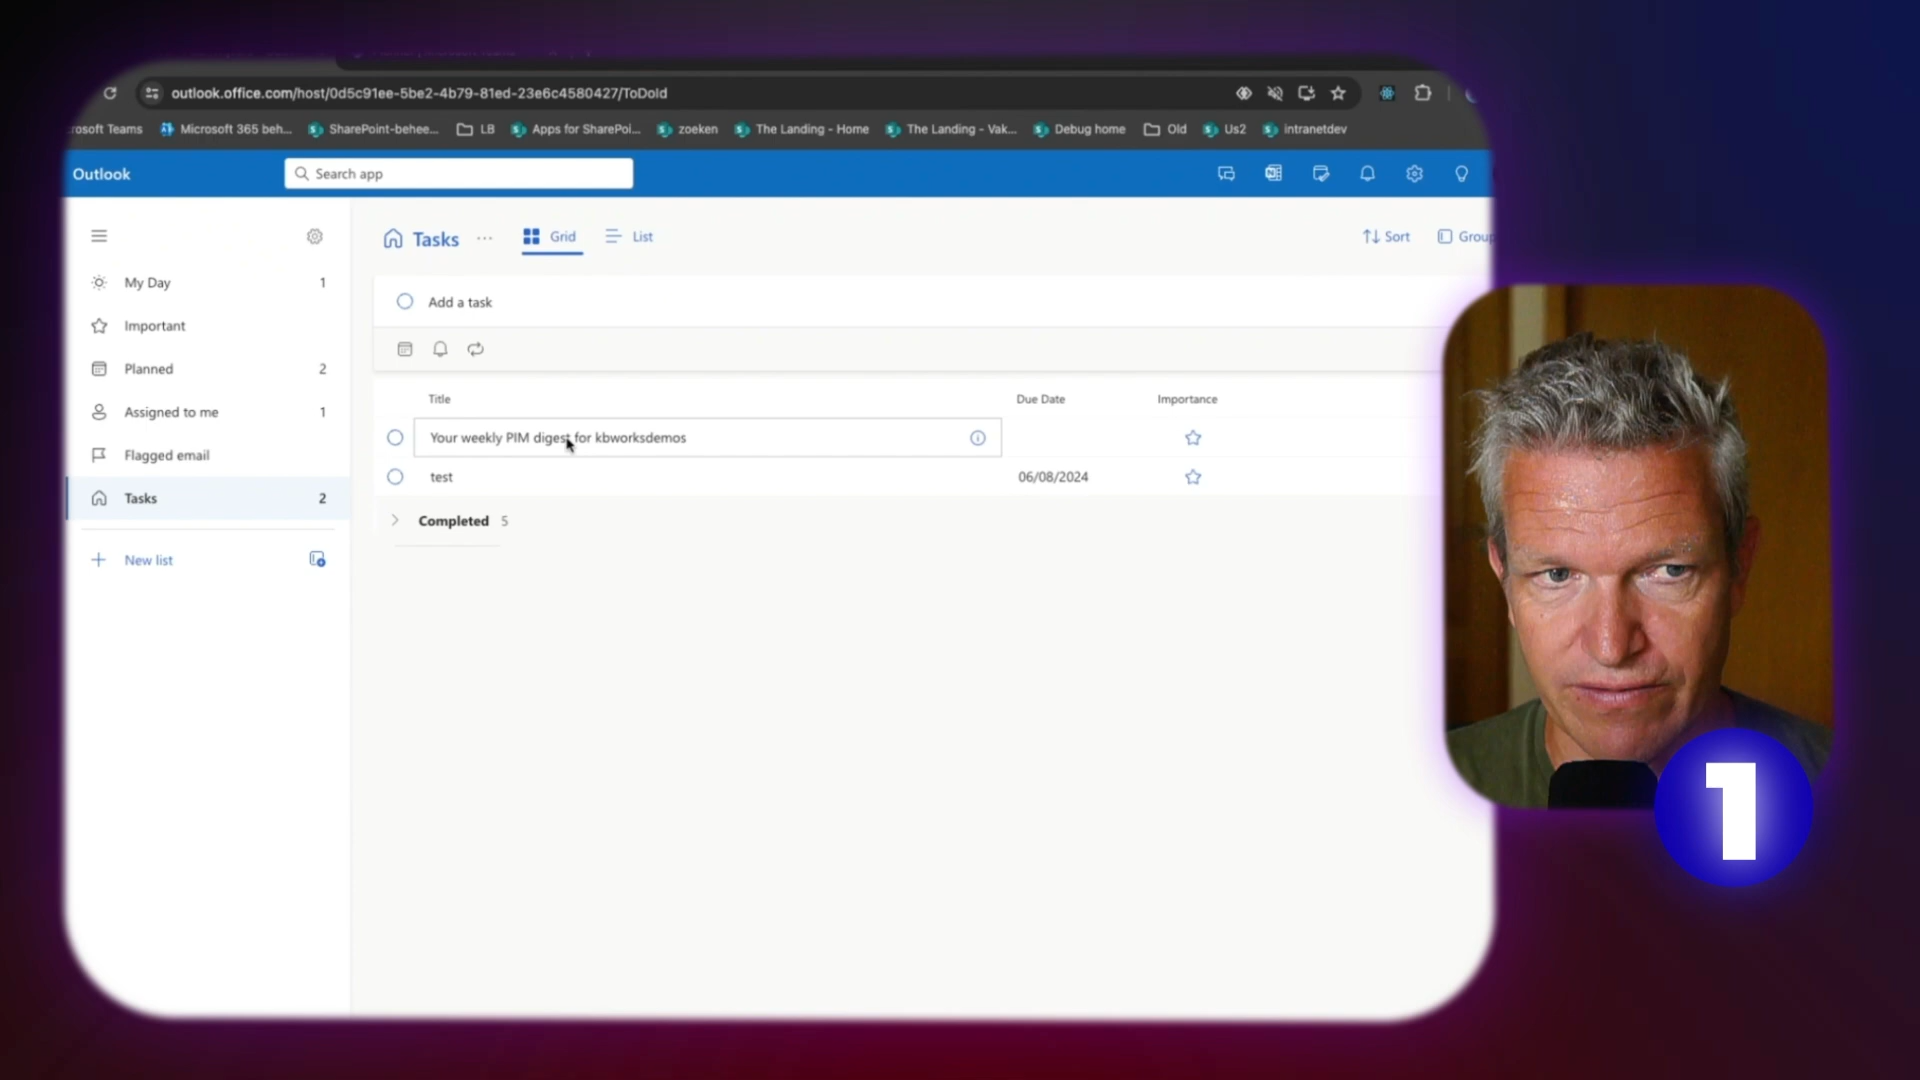 outlook.office.com/host/0d5c91ee-5be2-4b79-81ed-23e6c4580427/ToDoId
rosoft Teams Microsoft 365 beh... SharePoint-behee... LB Apps for SharePoi... zoeken The Landing - Home The Landing - Vak... Debug home Old Us2 intranetdev
Outlook Search app
Tasks ... Grid List Sort Group
My Day 1
Add a task
Important
Planned 2
Title Due Date Importance
Assigned to me 1
Your weekly PIM digest for kbworksdemos
Flagged email
test 06/08/2024
Tasks 2
Completed 5
New list
1